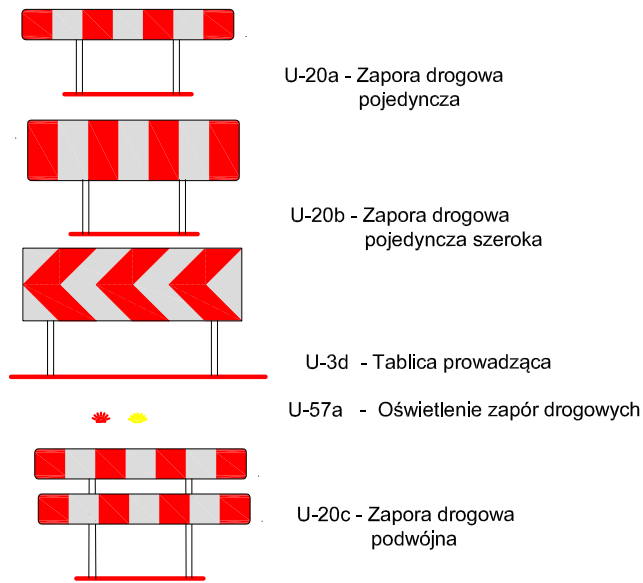 U-20a - Zapora drogowa
pojedyncza
U-20b - Zapora drogowa
pojedyncza szeroka
U-3d - Tablica prowadząca
U-57a - Oświetlenie zapór drogowych
U-20c - Zapora drogowa
podwójna